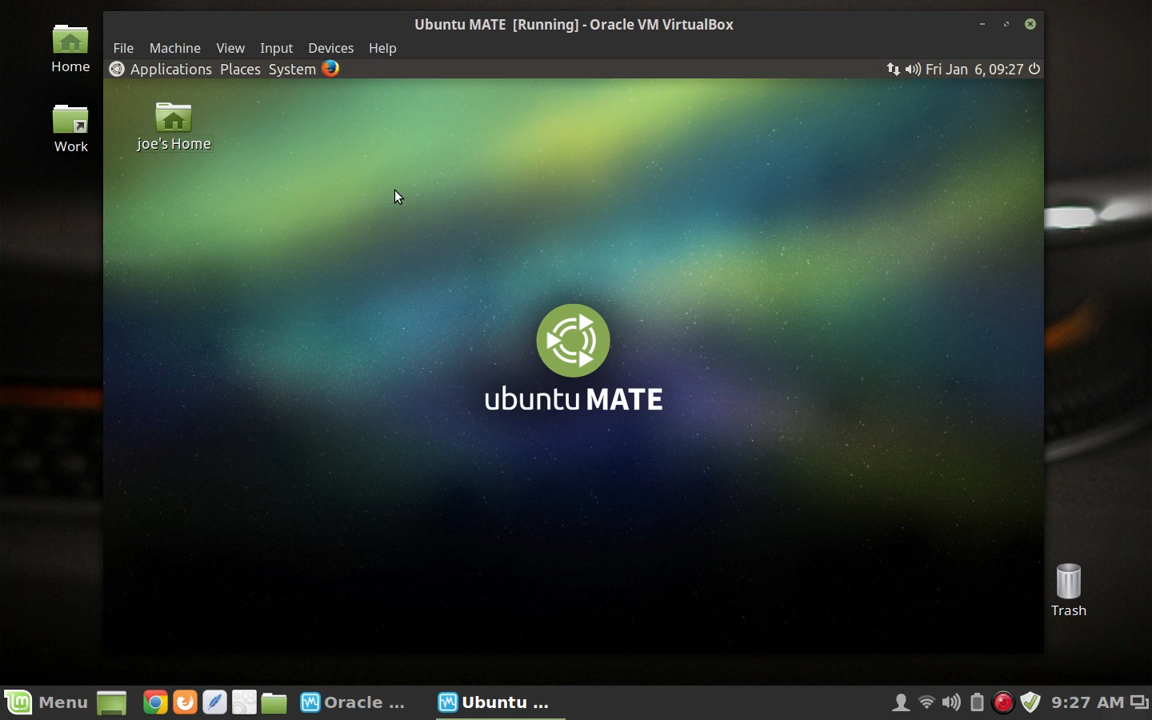 Ubuntu MATE [Running] - Oracle VM VirtualBox
File Machine View Input Devices Help
Applications Places System
Fri Jan 6, 09:27
Home
Work
joe's Home
ubuntu MATE
Trash
Menu
Oracle ...
Ubuntu ...
9:27 AM